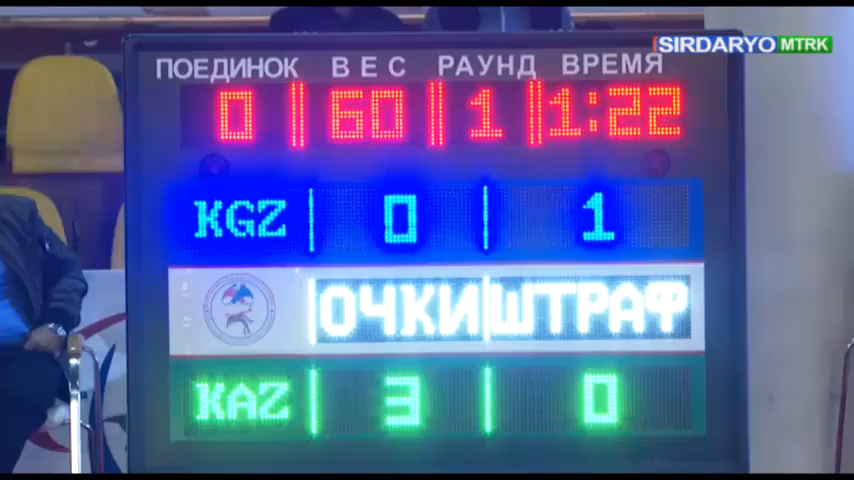 SIRDARYO MTRK
ПОЕДИНОК ВЕС РАУНД ВРЕМЯ
0 60 1 1:22
KGZ 0 1
ОЧКИ ШТРАФ
KAZ 3 0